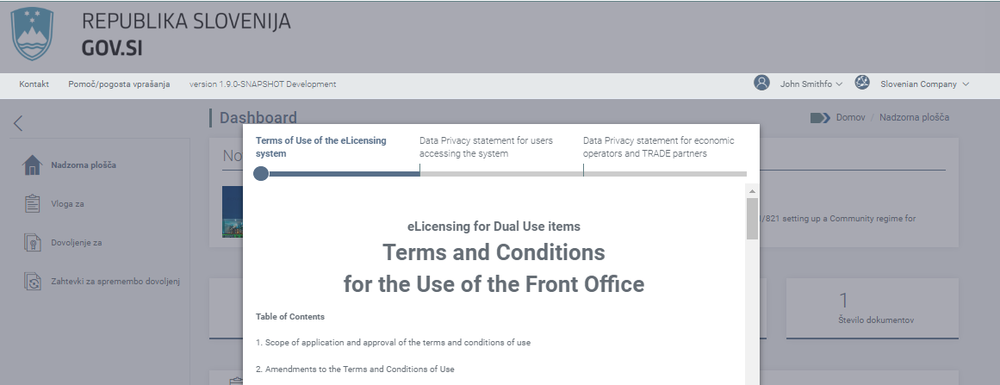 REPUBLIKA SLOVENIJA
GOV.SI
Kontakt Pomoč/pogosta vprašanja version 1.9.0-SNAPSHOT Development John Smithfo Slovenian Company
Dashboard Domov / Nadzorna plošča
Nadzorna plošča
Vloga za
Dovoljenje za
Zahtevki za spremembo dovoljenj
No
/821 setting up a Community regime for
1
Število dokumentov
Terms of Use of the eLicensing
system
Data Privacy statement for users
accessing the system
Data Privacy statement for economic
operators and TRADE partners
eLicensing for Dual Use items
Terms and Conditions
for the Use of the Front Office
Table of Contents
1. Scope of application and approval of the terms and conditions of use
2. Amendments to the Terms and Conditions of Use